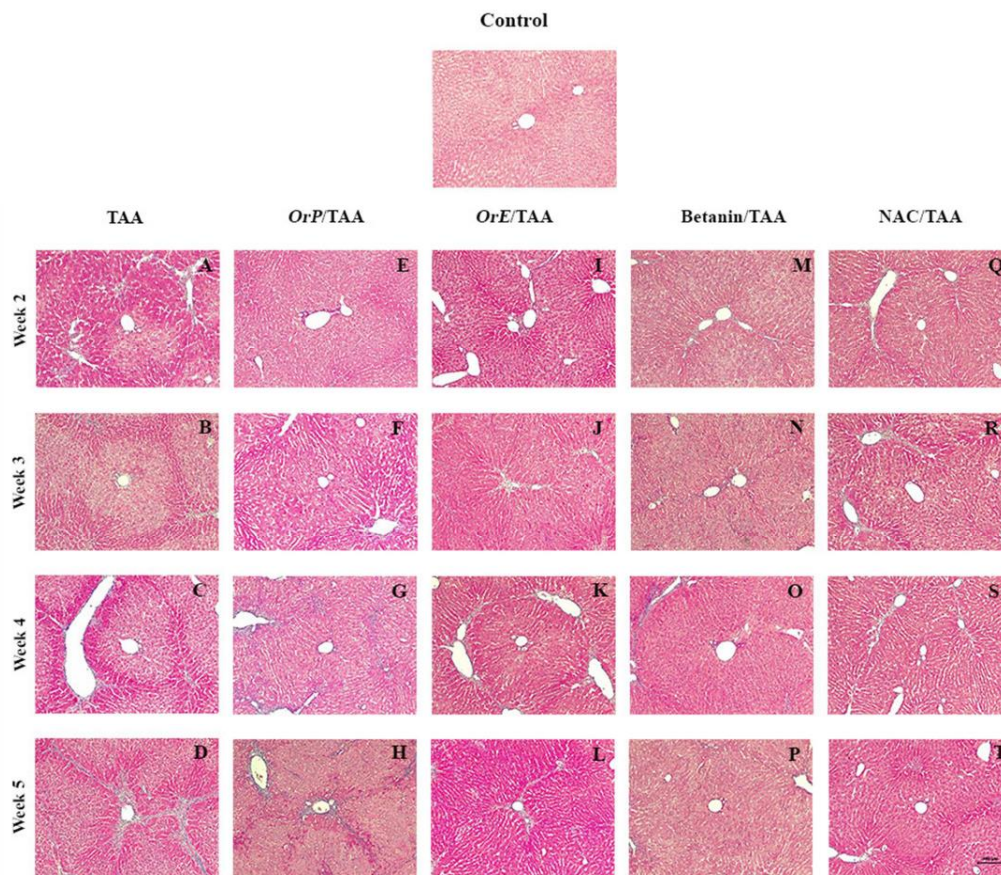 Control
TAA OrP/TAA OrE/TAA Betanin/TAA NAC/TAA
Week 2
A E I M Q
Week 3
B F J N R
Week 4
C G K O S
Week 5
D H L P